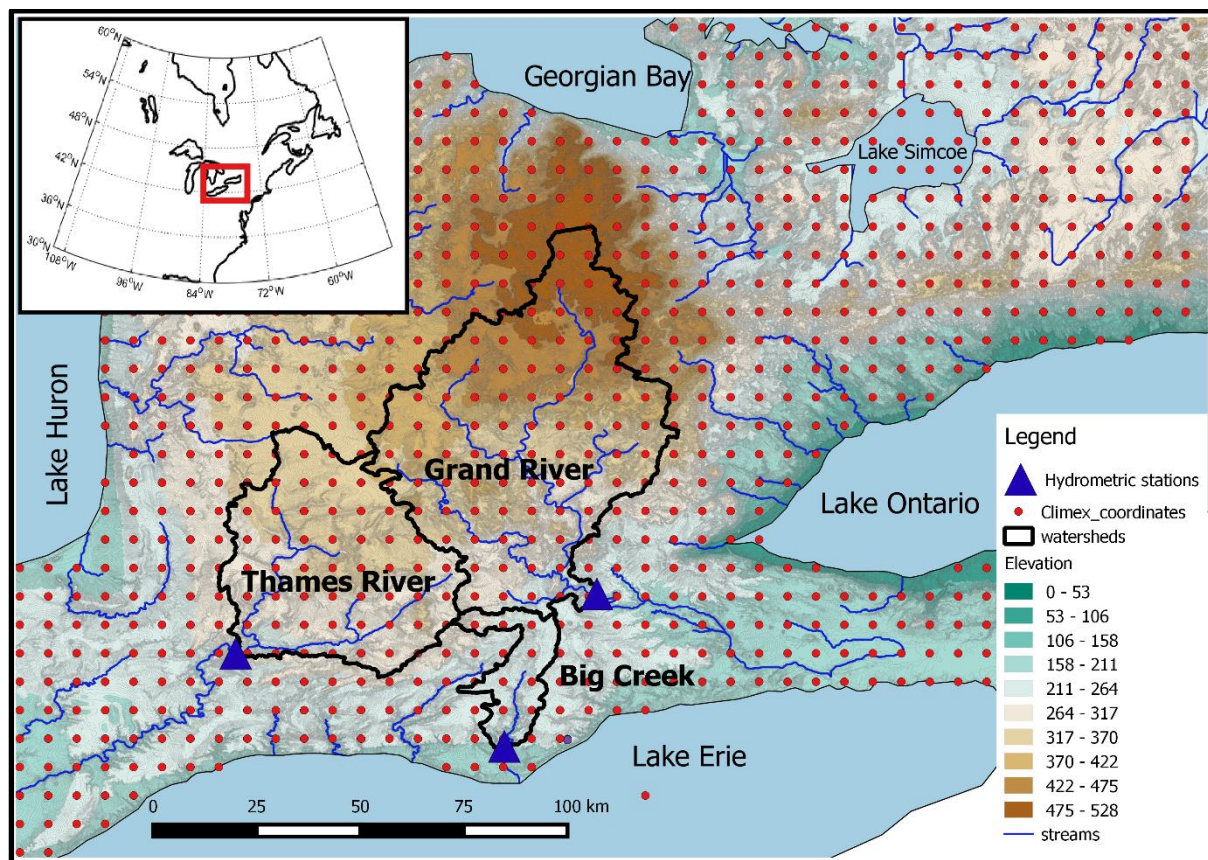 60°N
54°N
48°N
42°N
36°N
30°N
108°W
96°W
84°W
72°W
60°W
Georgian Bay
Lake Simcoe
Lake Huron
Grand River
Thames River
Big Creek
Lake Ontario
Lake Erie
Legend
Hydrometric stations
Climex_coordinates
watersheds
Elevation
0 - 53
53 - 106
106 - 158
158 - 211
211 - 264
264 - 317
317 - 370
370 - 422
422 - 475
475 - 528
streams
0 25 50 75 100 km